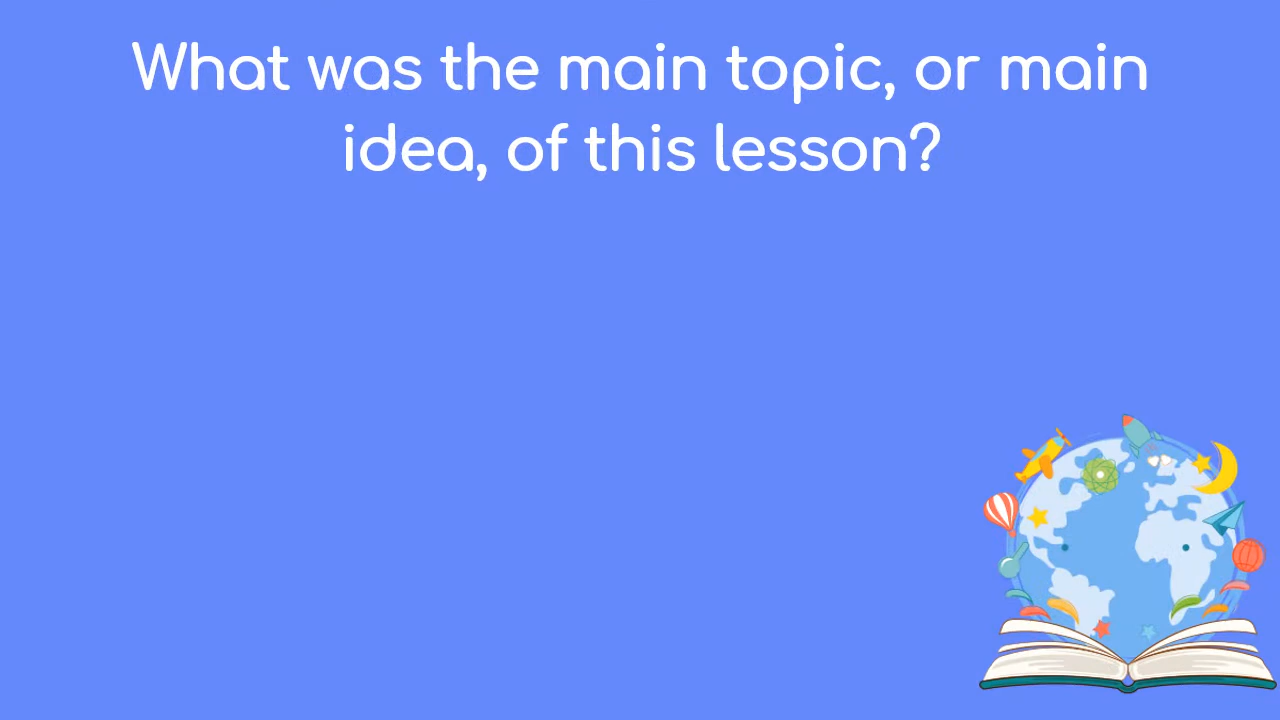 What was the main topic, or main
idea, of this lesson?